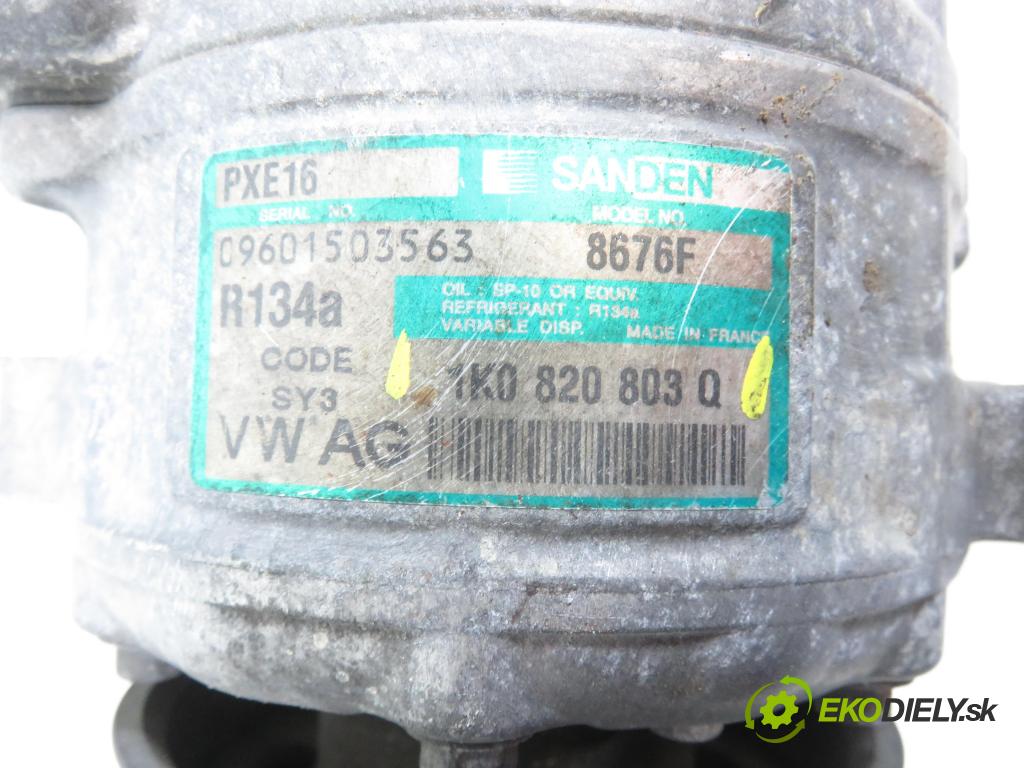 PXE16 SANDEN
SERIAL NO. MODEL NO.
09601503563 8676F
R134a
OIL : SP-10 OR EQUIV.
REFRIGERANT : R134a
VARIABLE DISP. MADE IN FRANCE
CODE
SY3
1K0 820 803 Q
VW AG
EKODIELY.sk